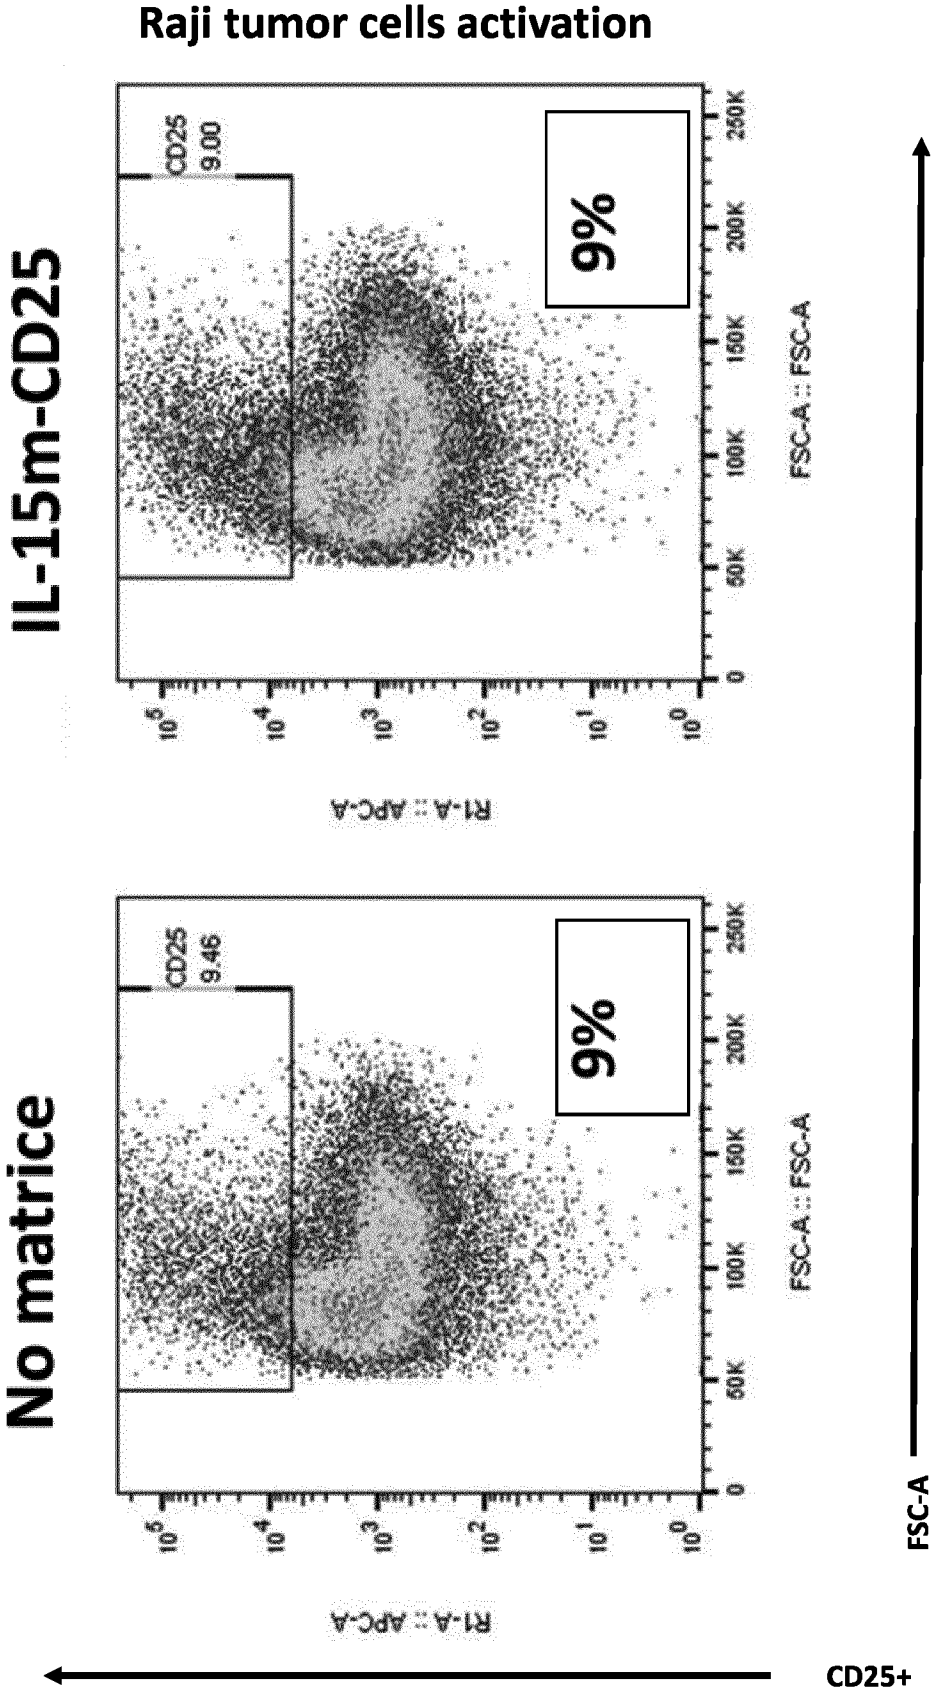 Raji tumor cells activation
No matrice
IL-15m-CD25
CD25
9.46
9%
10^5
10^4
10^3
10^2
10^1
10^0
R1-A :: APC-A
0
50K
100K
150K
200K
250K
FSC-A :: FSC-A
CD25
9.00
9%
10^5
10^4
10^3
10^2
10^1
10^0
R1-A :: APC-A
0
50K
100K
150K
200K
250K
FSC-A :: FSC-A
CD25+
FSC-A